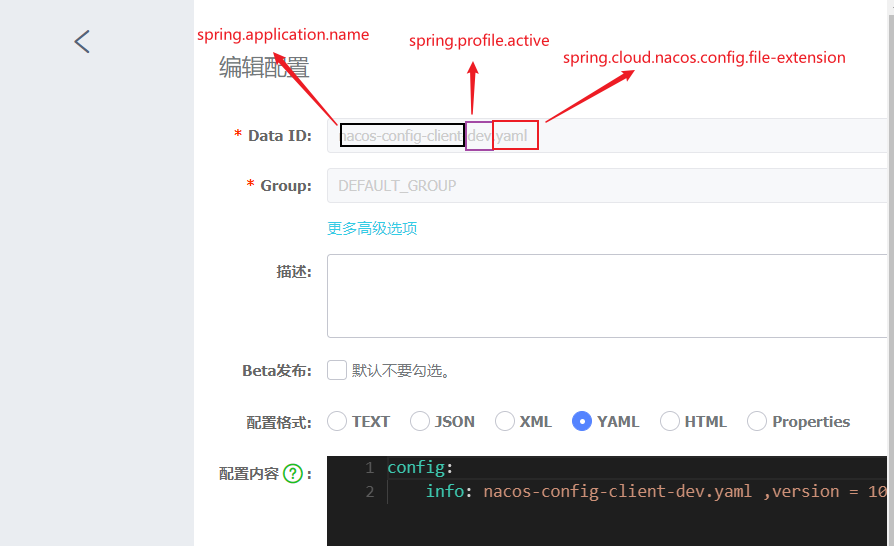 spring.application.name
spring.profile.active
spring.cloud.nacos.config.file-extension
编辑配置
* Data ID: nacos-config-client-dev.yaml
* Group: DEFAULT_GROUP
更多高级选项
描述:
Beta发布: 默认不要勾选。
配置格式: TEXT JSON XML YAML HTML Properties
配置内容 ? :
1 config:
2 info: nacos-config-client-dev.yaml ,version = 10